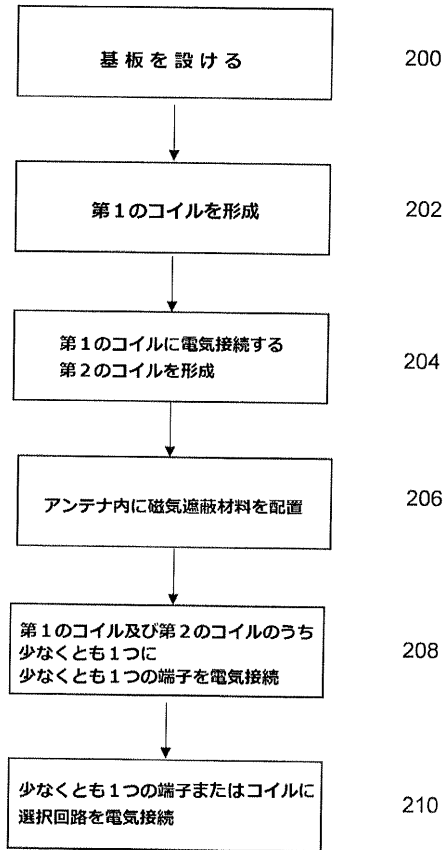 基板を設ける
200
第1のコイルを形成
202
第1のコイルに電気接続する
第2のコイルを形成
204
アンテナ内に磁気遮蔽材料を配置
206
第1のコイル及び第2のコイルのうち
少なくとも1つに
少なくとも1つの端子を電気接続
208
少なくとも1つの端子またはコイルに
選択回路を電気接続
210